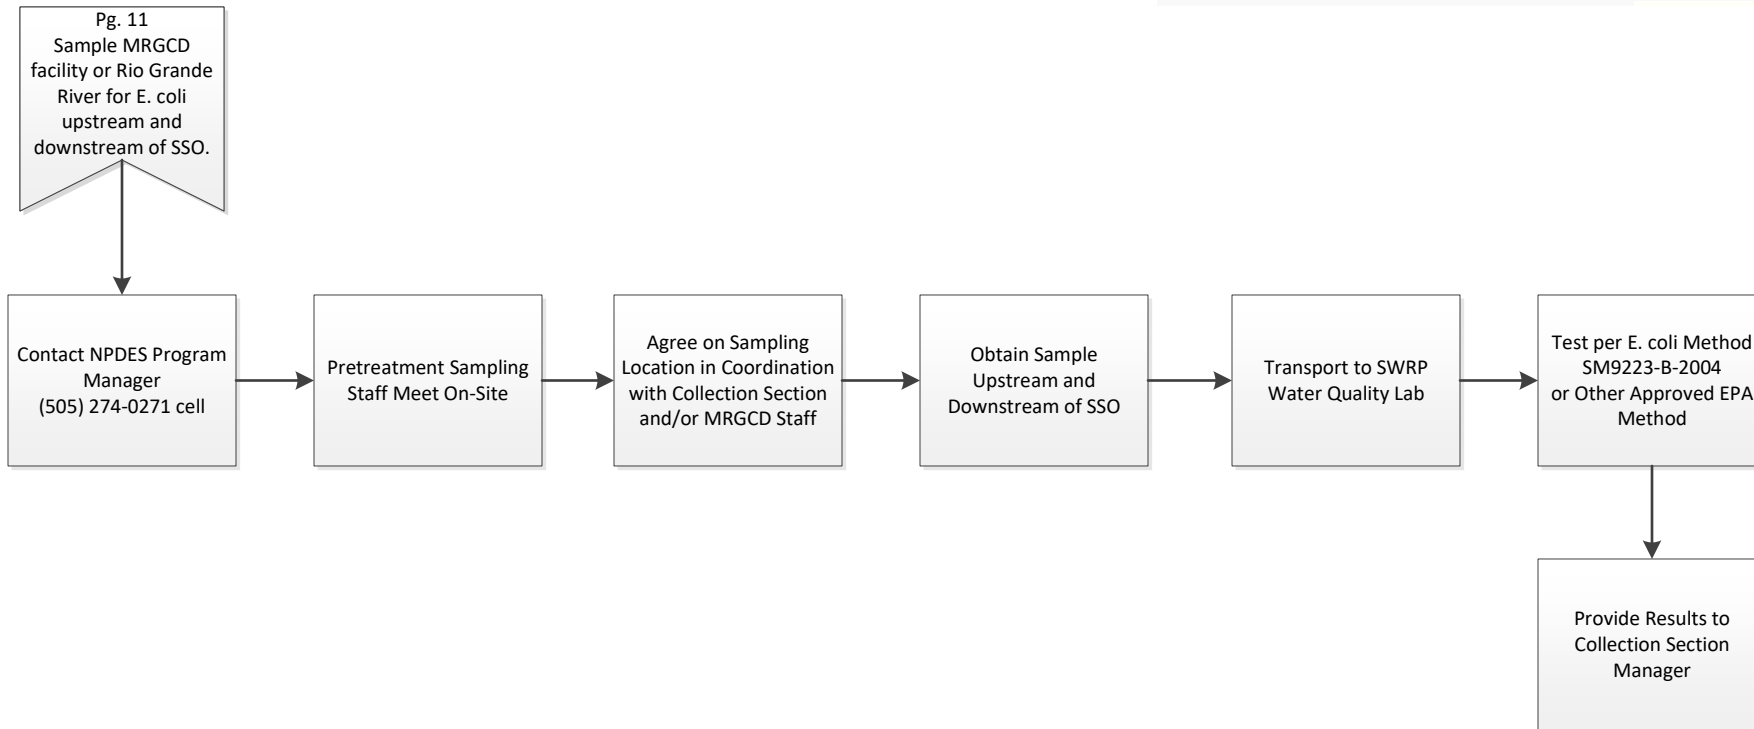 Pg. 11
Sample MRGCD
facility or Rio Grande
River for E. coli
upstream and
downstream of SSO.
Contact NPDES Program
Manager
(505) 274-0271 cell
Pretreatment Sampling
Staff Meet On-Site
Agree on Sampling
Location in Coordination
with Collection Section
and/or MRGCD Staff
Obtain Sample
Upstream and
Downstream of SSO
Transport to SWRP
Water Quality Lab
Test per E. coli Method
SM9223-B-2004
or Other Approved EPA
Method
Provide Results to
Collection Section
Manager